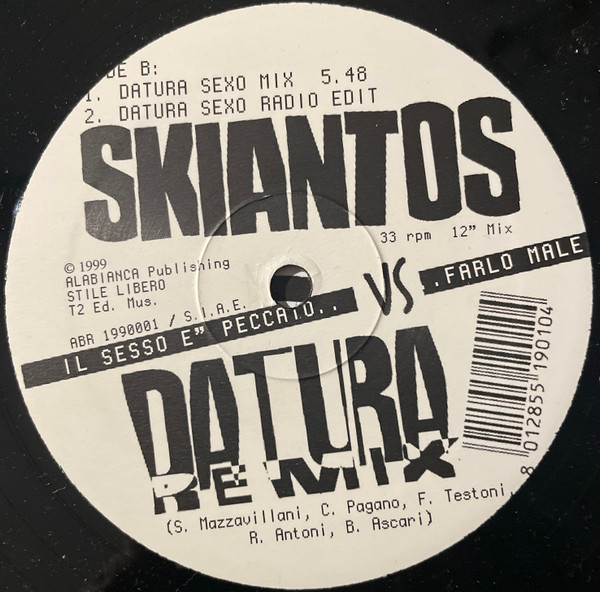 DE B:
1. DATURA SEXO MIX 5.48
2. DATURA SEXO RADIO EDIT
SKIANTOS
33 rpm 12" Mix
© 1999
ALABIANCA Publishing
STILE LIBERO
T2 Ed. Mus.
ABR 1990001 / S.I.A.E.
IL SESSO E" PECCATO.. VS ..FARLO MALE
DATURA
REMIX
8 012855 190104
(S. Mazzavillani, C. Pagano, F. Testoni,
R. Antoni, B. Ascari)